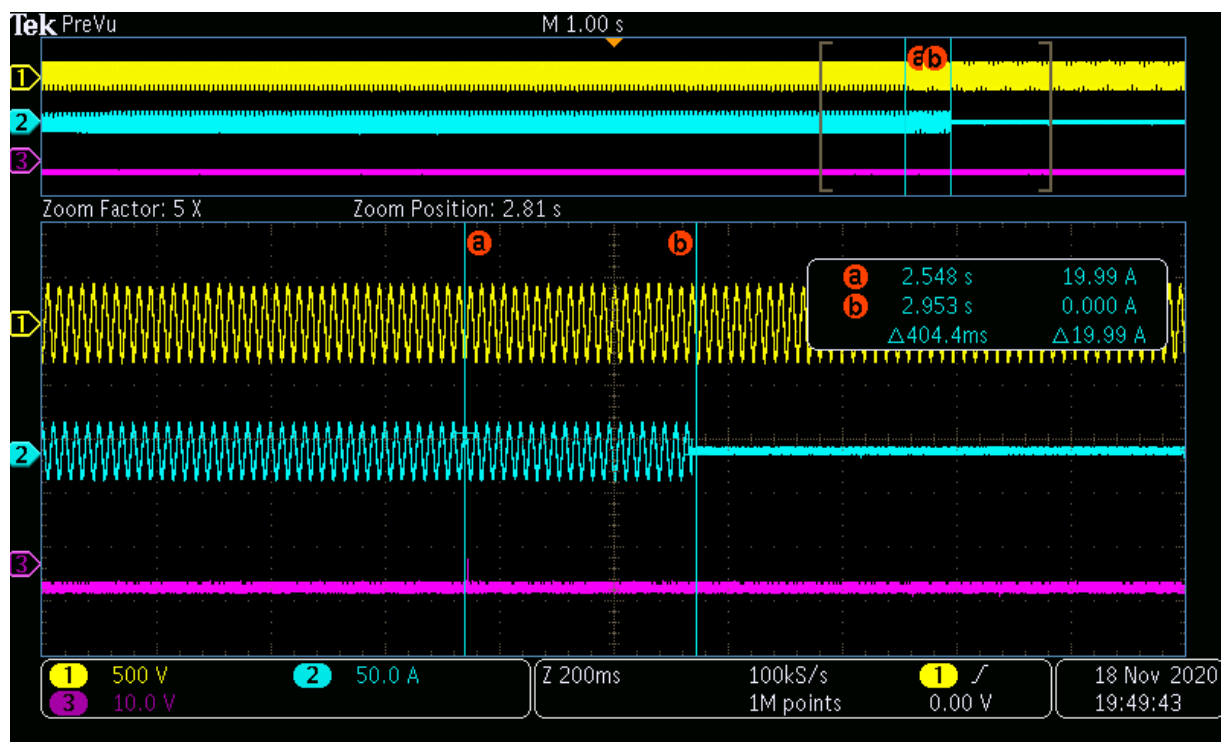 Tek PreVu M 1.00 s
a b
1
2
3
Zoom Factor: 5 X Zoom Position: 2.81 s
a b
a 2.548 s 19.99 A
b 2.953 s 0.000 A
△404.4ms △19.99 A
1
2
3
1 500 V 2 50.0 A Z 200ms 100kS/s 1 18 Nov 2020
3 10.0 V 1M points 0.00 V 19:49:43